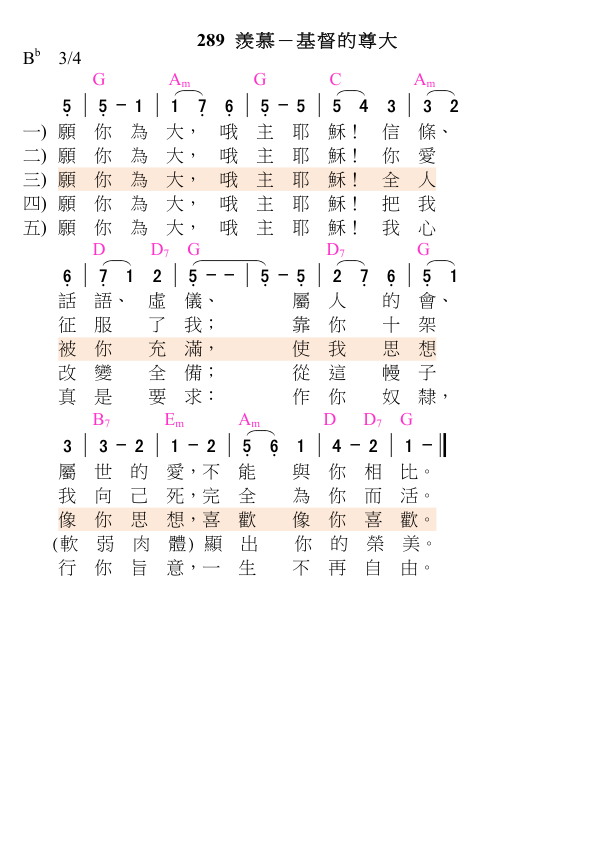 289 羨慕－基督的尊大
B♭ 3/4
G Am G C Am
5 | 5 - 1 | 1 7 6 | 5 - 5 | 5 4 3 | 3 2
一) 願 你 為 大， 哦 主 耶 穌！ 信 條、
二) 願 你 為 大， 哦 主 耶 穌！ 你 愛
三) 願 你 為 大， 哦 主 耶 穌！ 全 人
四) 願 你 為 大， 哦 主 耶 穌！ 把 我
五) 願 你 為 大， 哦 主 耶 穌！ 我 心
D D7 G D7 G
6 | 7 1 2 | 5 - - | 5 - 5 | 2 7 6 | 5 1
話 語、 虛 儀、 屬 人 的 會、
征 服 了 我； 靠 你 十 架
被 你 充 滿， 使 我 思 想
改 變 全 備； 從 這 幔 子
真 是 要 求： 作 你 奴 隸，
B7 Em Am D D7 G
3 | 3 - 2 | 1 - 2 | 5 6 1 | 4 - 2 | 1 - ‖
屬 世 的 愛，不 能 與 你 相 比。
我 向 己 死，完 全 為 你 而 活。
像 你 思 想，喜 歡 像 你 喜 歡。
(軟 弱 肉 體) 顯 出 你 的 榮 美。
行 你 旨 意，一 生 不 再 自 由。